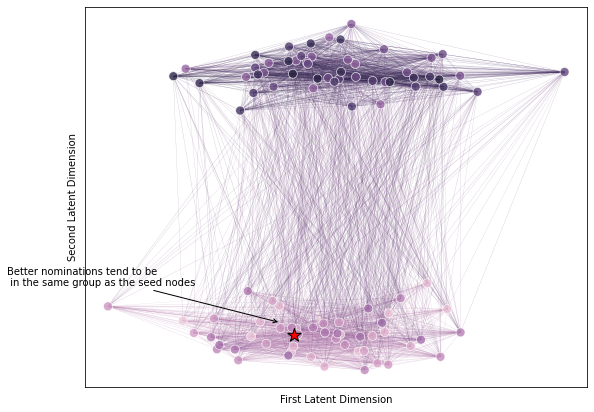 Second Latent Dimension
Better nominations tend to be
in the same group as the seed nodes
First Latent Dimension